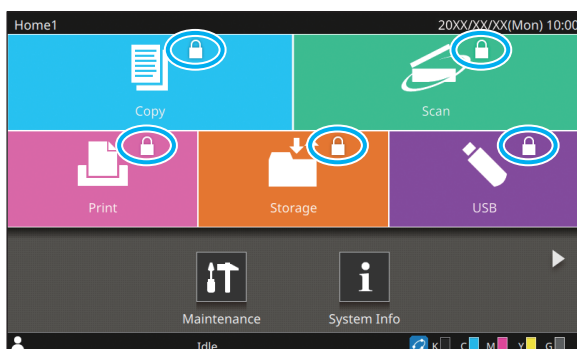 Home1 20XX/XX/XX(Mon) 10:00
Copy Scan
Print Storage USB
Maintenance System Info
Idle K C M Y G